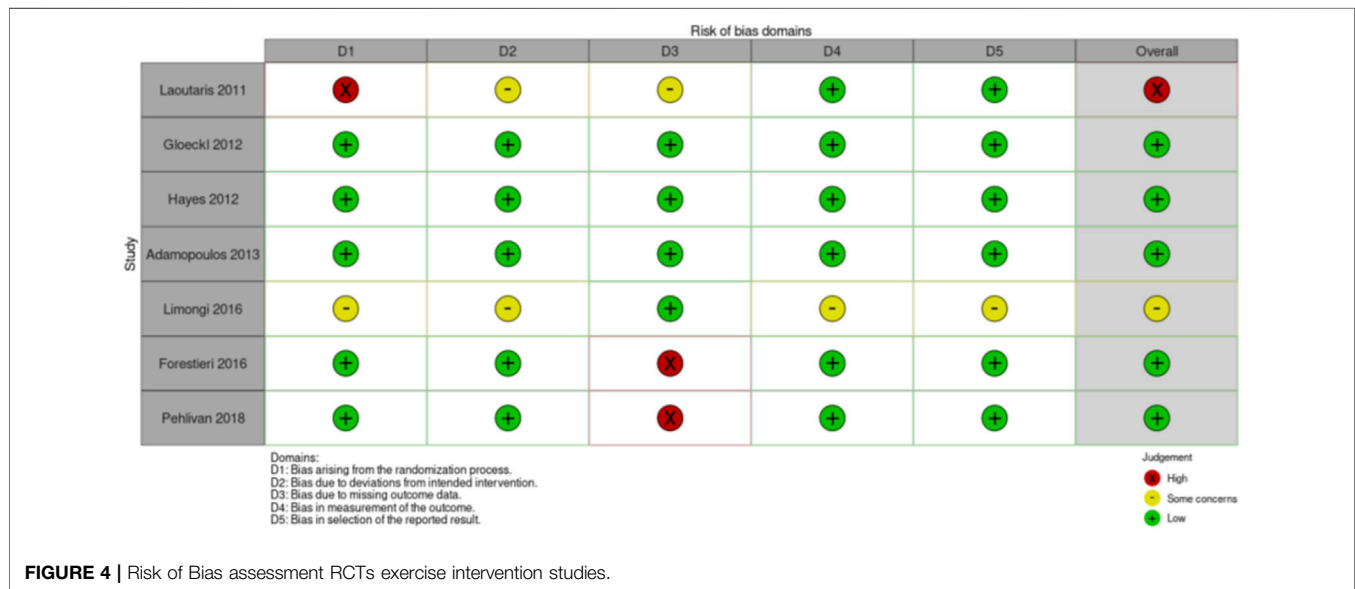 Risk of bias domains
D1 D2 D3 D4 D5 Overall
Laoutaris 2011 X - - + + X
Gloeckl 2012 + + + + + +
Hayes 2012 + + + + + +
Study
Adamopoulos 2013 + + + + + +
Limongi 2016 - - + - - -
Forestieri 2016 + + X + + +
Pehlivan 2018 + + X + + +
Domains:
D1: Bias arising from the randomization process.
D2: Bias due to deviations from intended intervention.
D3: Bias due to missing outcome data.
D4: Bias in measurement of the outcome.
D5: Bias in selection of the reported result.
Judgement
X High
- Some concerns
+ Low
FIGURE 4 | Risk of Bias assessment RCTs exercise intervention studies.